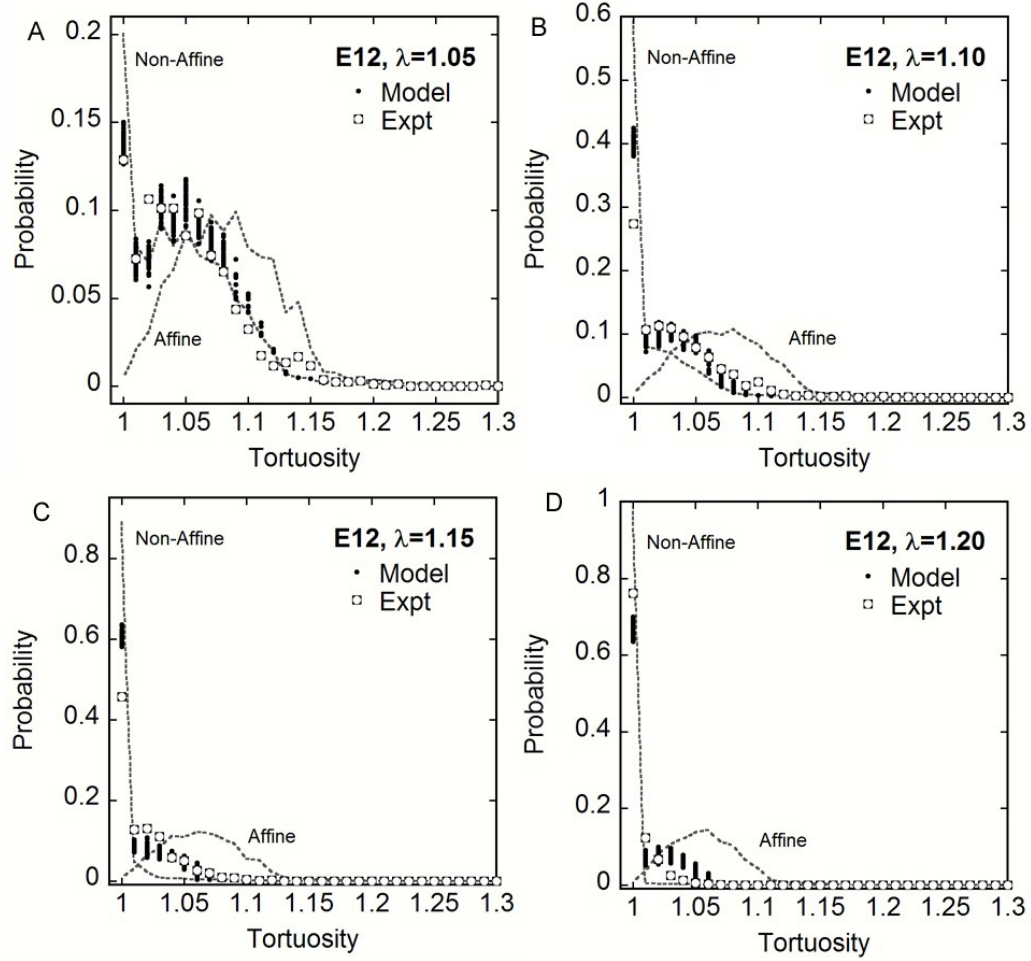 A
0.2
0.15
0.1
0.05
0
Probability
Non-Affine
Affine
E12, λ=1.05
Model
Expt
1 1.05 1.1 1.15 1.2 1.25 1.3
Tortuosity
B
0.6
0.5
0.4
0.3
0.2
0.1
0
Probability
Non-Affine
E12, λ=1.10
Model
Expt
Affine
1 1.05 1.1 1.15 1.2 1.25 1.3
Tortuosity
C
0.8
0.6
0.4
0.2
0
Probability
Non-Affine
E12, λ=1.15
Model
Expt
Affine
1 1.05 1.1 1.15 1.2 1.25 1.3
Tortuosity
D
1
0.8
0.6
0.4
0.2
0
Probability
Non-Affine
E12, λ=1.20
Model
Expt
Affine
1 1.05 1.1 1.15 1.2 1.25 1.3
Tortuosity